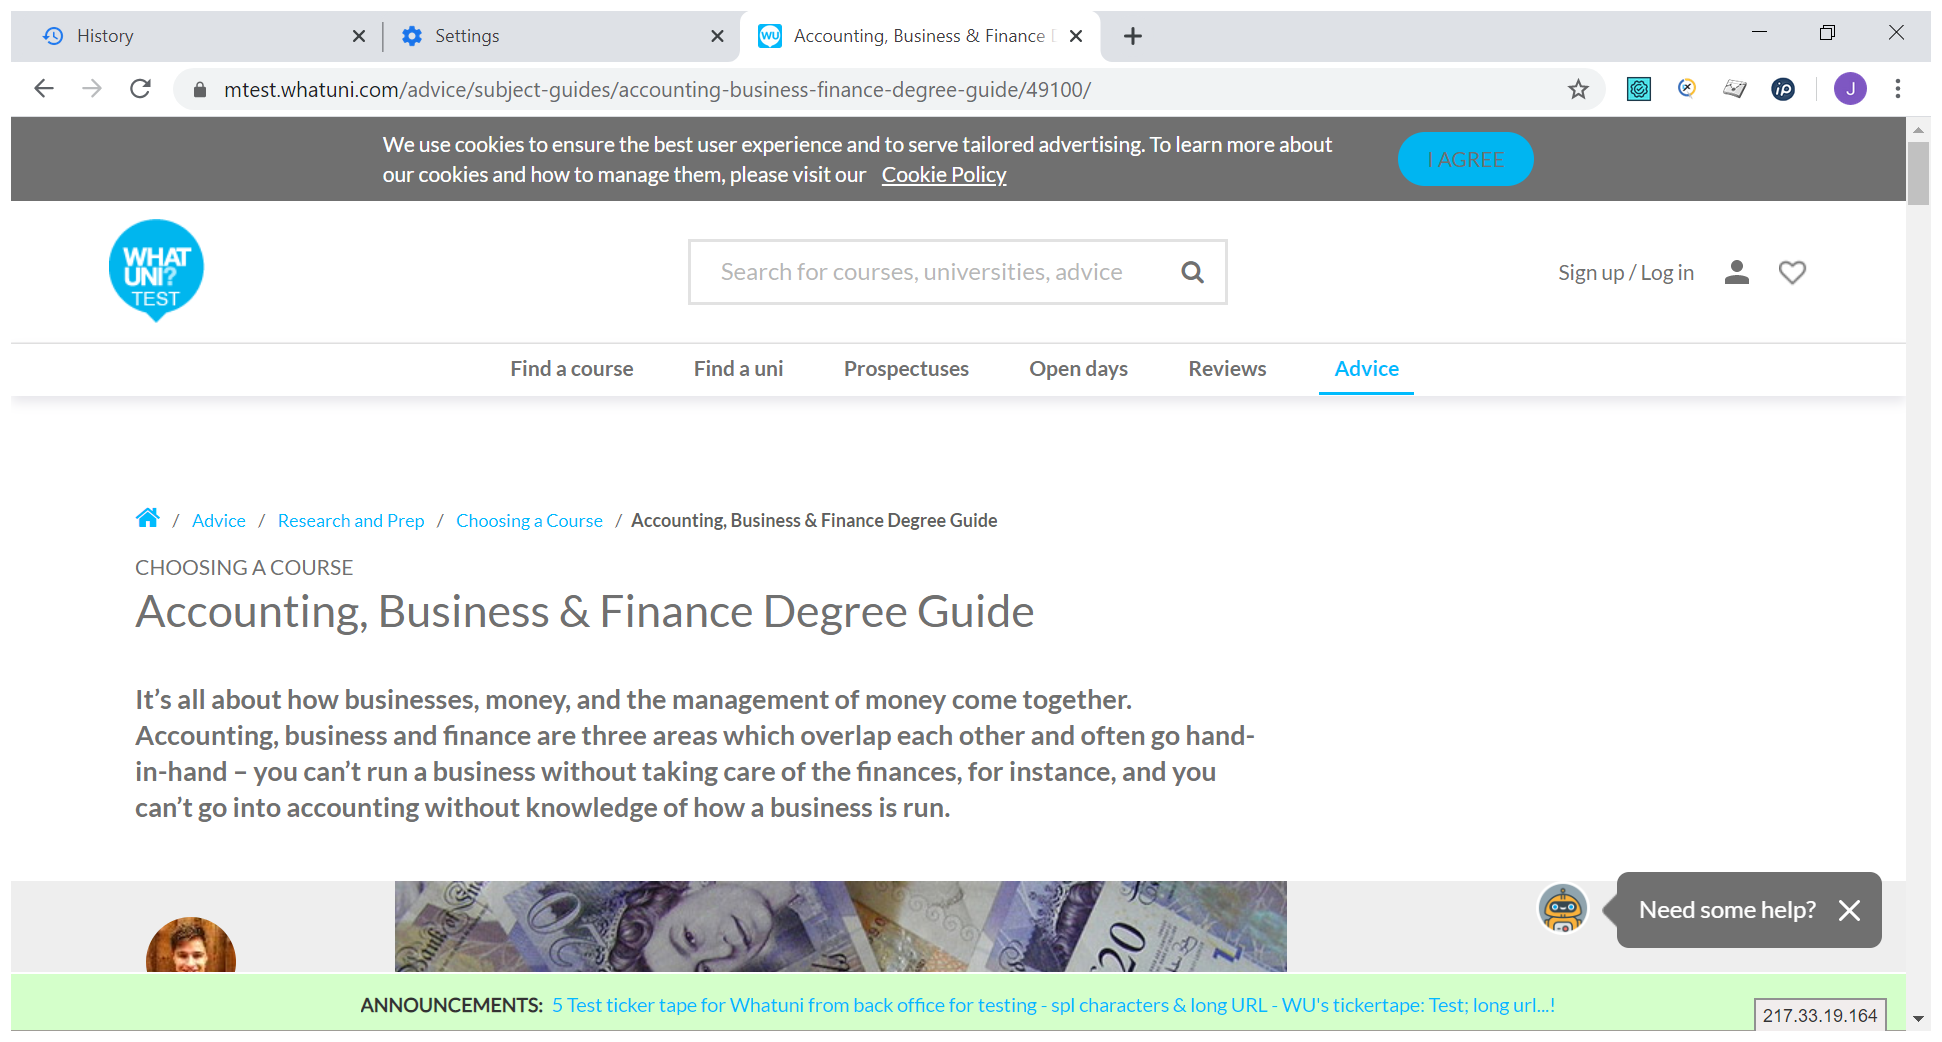 History
Settings
Accounting, Business & Finance
mtest.whatuni.com/advice/subject-guides/accounting-business-finance-degree-guide/49100/
J
We use cookies to ensure the best user experience and to serve tailored advertising. To learn more about
our cookies and how to manage them, please visit our Cookie Policy
I AGREE
WHAT
UNI?
TEST
Search for courses, universities, advice
Sign up / Log in
Find a course
Find a uni
Prospectuses
Open days
Reviews
Advice
/ Advice / Research and Prep / Choosing a Course / Accounting, Business & Finance Degree Guide
CHOOSING A COURSE
Accounting, Business & Finance Degree Guide
It’s all about how businesses, money, and the management of money come together.
Accounting, business and finance are three areas which overlap each other and often go hand-
in-hand – you can’t run a business without taking care of the finances, for instance, and you
can’t go into accounting without knowledge of how a business is run.
20
£20
Need some help?
ANNOUNCEMENTS: 5 Test ticker tape for Whatuni from back office for testing - spl characters & long URL - WU's tickertape: Test; long url...!
217.33.19.164